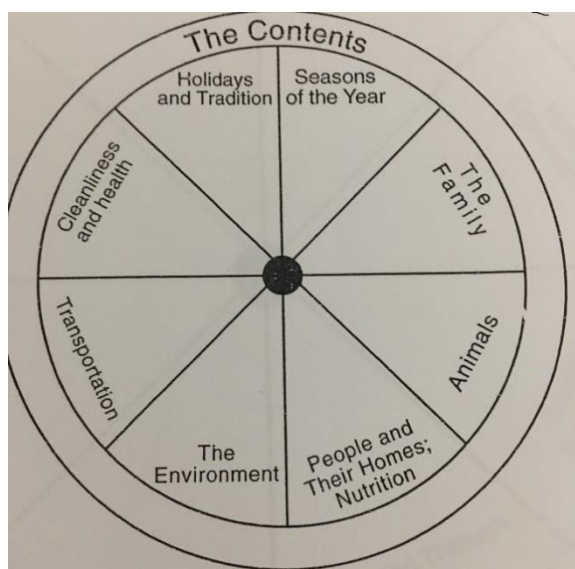 The Contents
Holidays
and Tradition
Seasons
of the Year
The
Family
Animals
People and
Their Homes;
Nutrition
The
Environment
Transportation
Cleanliness
and health